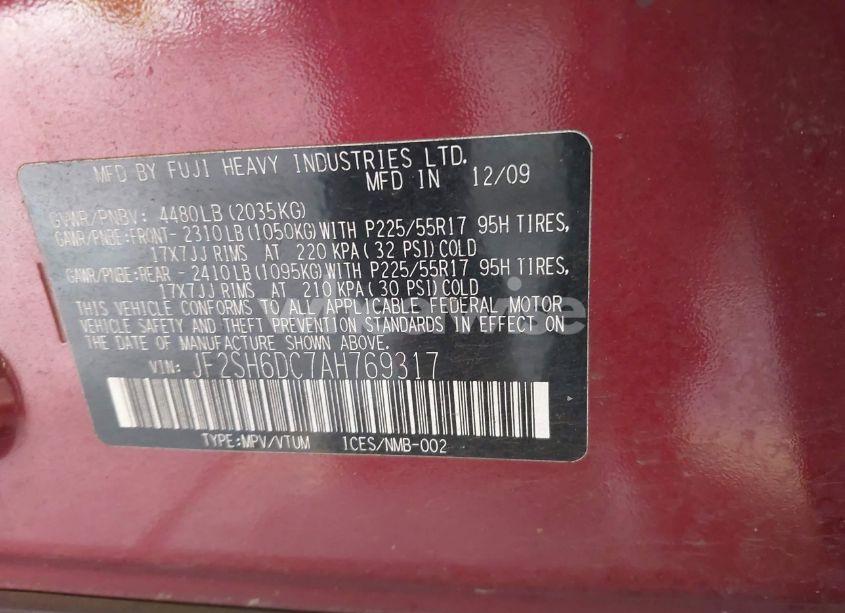 MFD BY FUJI HEAVY INDUSTRIES LTD.
MFD IN 12/09
GVWR/PNBV: 4480LB(2035KG)
GAWR/PNBE:FRONT- 2310LB(1050KG)WITH P225/55R17 95H TIRES,
17X7JJ RIMS AT 220 KPA(32 PSI)COLD
GAWR/PNBE:REAR - 2410LB(1095KG)WITH P225/55R17 95H TIRES,
17X7JJ RIMS AT 210 KPA(30 PSI)COLD
THIS VEHICLE CONFORMS TO ALL APPLICABLE FEDERAL MOTOR
VEHICLE SAFETY AND THEFT PREVENTION STANDARDS IN EFFECT ON
THE DATE OF MANUFACTURE SHOWN ABOVE.
VIN: JF2SH6DC7AH769317
TYPE:MPV/VTUM ICES/NMB-002